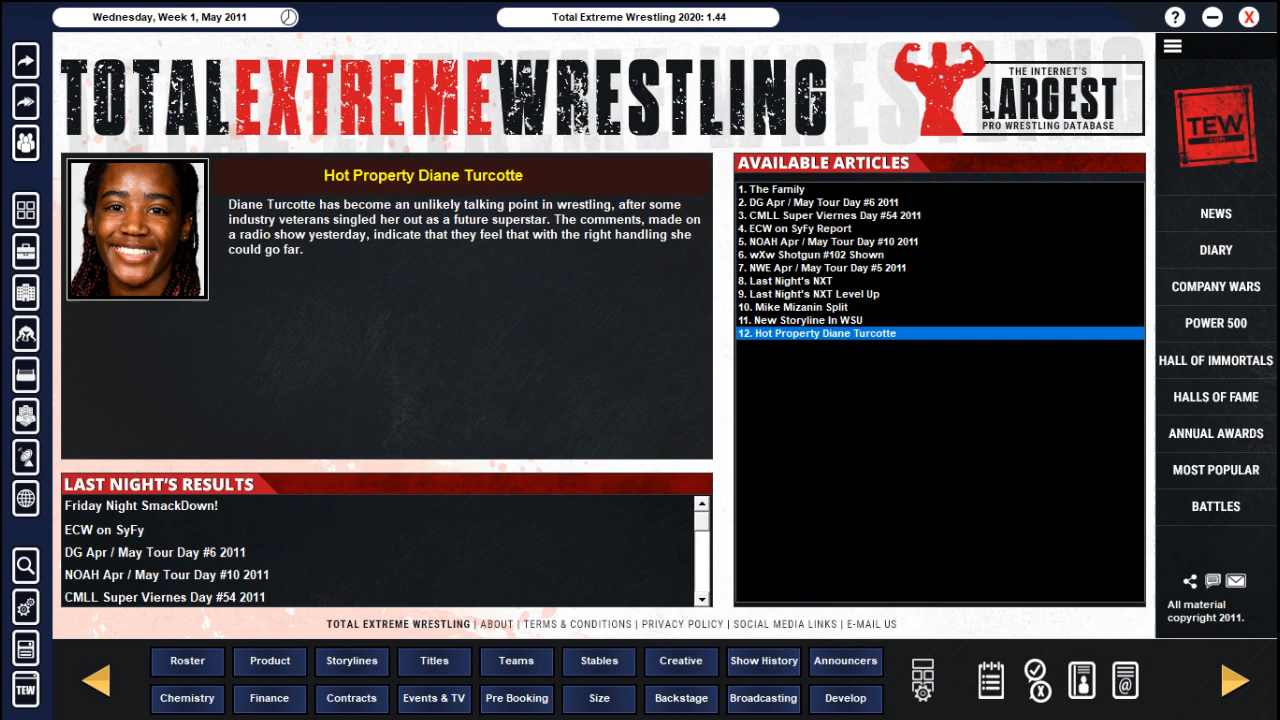 Wednesday, Week 1, May 2011
Total Extreme Wrestling 2020: 1.44
TOTALEXTREMEWRESTLING
THE INTERNET'S
LARGEST
PRO WRESTLING DATABASE
TEW
.COM
Hot Property Diane Turcotte
Diane Turcotte has become an unlikely talking point in wrestling, after some
industry veterans singled her out as a future superstar. The comments, made on
a radio show yesterday, indicate that they feel that with the right handling she
could go far.
AVAILABLE ARTICLES
1. The Family
2. DG Apr / May Tour Day #6 2011
3. CMLL Super Viernes Day #54 2011
4. ECW on SyFy Report
5. NOAH Apr / May Tour Day #10 2011
6. wXw Shotgun #102 Shown
7. NWE Apr / May Tour Day #5 2011
8. Last Night's NXT
9. Last Night's NXT Level Up
10. Mike Mizanin Split
11. New Storyline In WSU
12. Hot Property Diane Turcotte
NEWS
DIARY
COMPANY WARS
POWER 500
HALL OF IMMORTALS
HALLS OF FAME
ANNUAL AWARDS
MOST POPULAR
BATTLES
All material
copyright 2011.
LAST NIGHT'S RESULTS
Friday Night SmackDown!
ECW on SyFy
DG Apr / May Tour Day #6 2011
NOAH Apr / May Tour Day #10 2011
CMLL Super Viernes Day #54 2011
TOTAL EXTREME WRESTLING | ABOUT | TERMS & CONDITIONS | PRIVACY POLICY | SOCIAL MEDIA LINKS | E-MAIL US
TEW
Roster
Product
Storylines
Titles
Teams
Stables
Creative
Show History
Announcers
Chemistry
Finance
Contracts
Events & TV
Pre Booking
Size
Backstage
Broadcasting
Develop